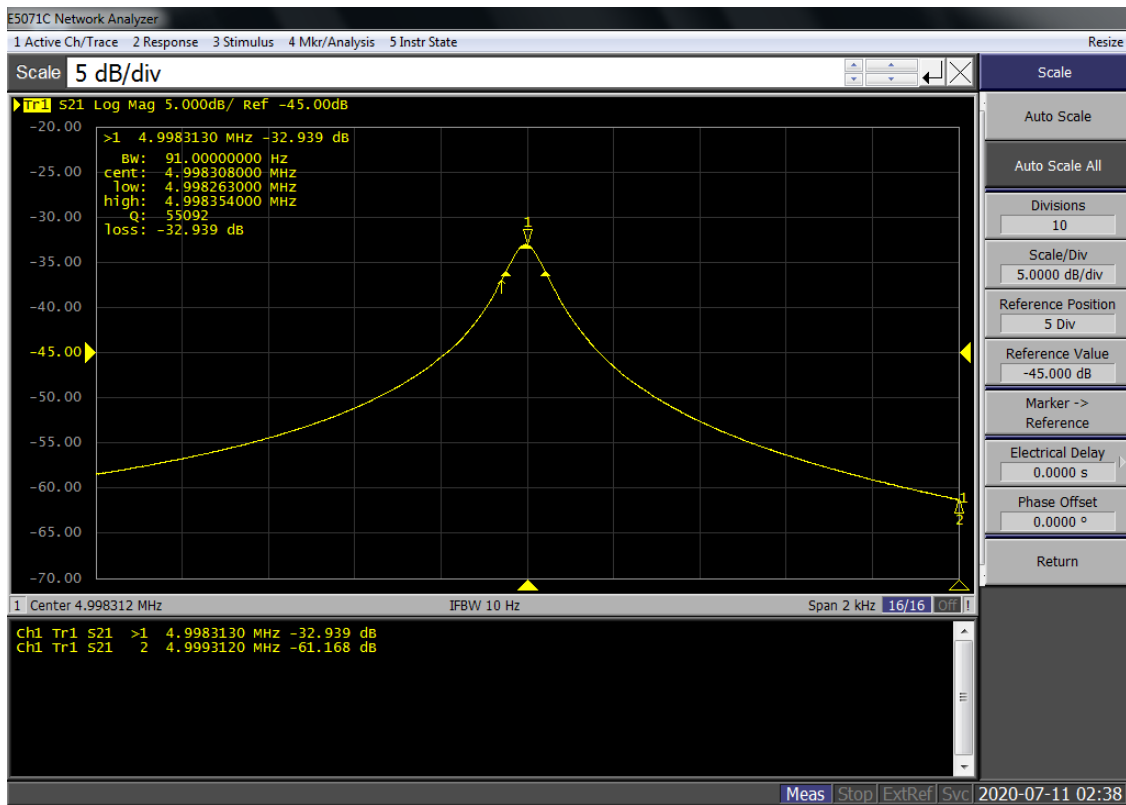 E5071C Network Analyzer
1 Active Ch/Trace 2 Response 3 Stimulus 4 Mkr/Analysis 5 Instr State Resize
Scale 5 dB/div
Tr1 S21 Log Mag 5.000dB/ Ref -45.00dB
-20.00
-25.00
-30.00
-35.00
-40.00
-45.00
-50.00
-55.00
-60.00
-65.00
-70.00
>1 4.9983130 MHz -32.939 dB
BW: 91.00000000 Hz
cent: 4.998308000 MHz
low: 4.998263000 MHz
high: 4.998354000 MHz
Q: 55092
loss: -32.939 dB
1
1
2
1 Center 4.998312 MHz IFBW 10 Hz Span 2 kHz 16/16 Off !
Ch1 Tr1 S21 >1 4.9983130 MHz -32.939 dB
Ch1 Tr1 S21 2 4.9993120 MHz -61.168 dB
Scale
Auto Scale
Auto Scale All
Divisions
10
Scale/Div
5.0000 dB/div
Reference Position
5 Div
Reference Value
-45.000 dB
Marker ->
Reference
Electrical Delay
0.0000 s
Phase Offset
0.0000 °
Return
Meas Stop ExtRef Svc 2020-07-11 02:38